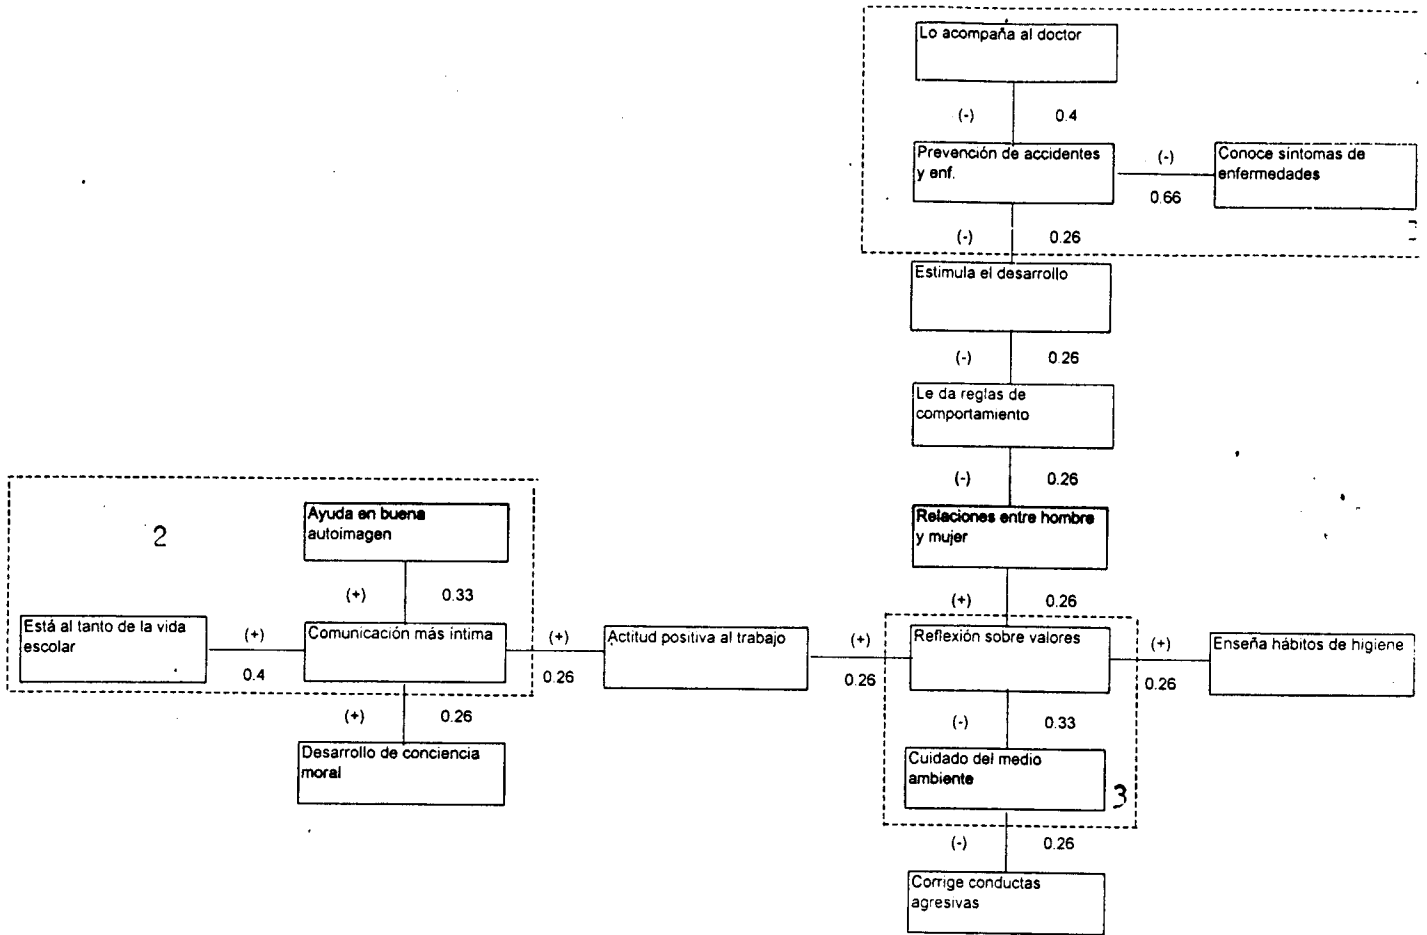 Lo acompaña al doctor
(-) 0.4
Prevención de accidentes
y enf.
(-)
0.66
Conoce síntomas de
enfermedades
(-) 0.26
Estimula el desarrollo
(-) 0.26
Le da reglas de
comportamiento
(-) 0.26
Relaciones entre hombre
y mujer
(+) 0.26
2
Ayuda en buena
autoimagen
(+) 0.33
Está al tanto de la vida
escolar
(+)
0.4
Comunicación más íntima
(+)
0.26
Actitud positiva al trabajo
(+)
0.26
Reflexión sobre valores
(+)
0.26
Enseña hábitos de higiene
(+) 0.26
Desarrollo de conciencia
moral
(-) 0.33
Cuidado del medio
ambiente
3
(-) 0.26
Corrige conductas
agresivas